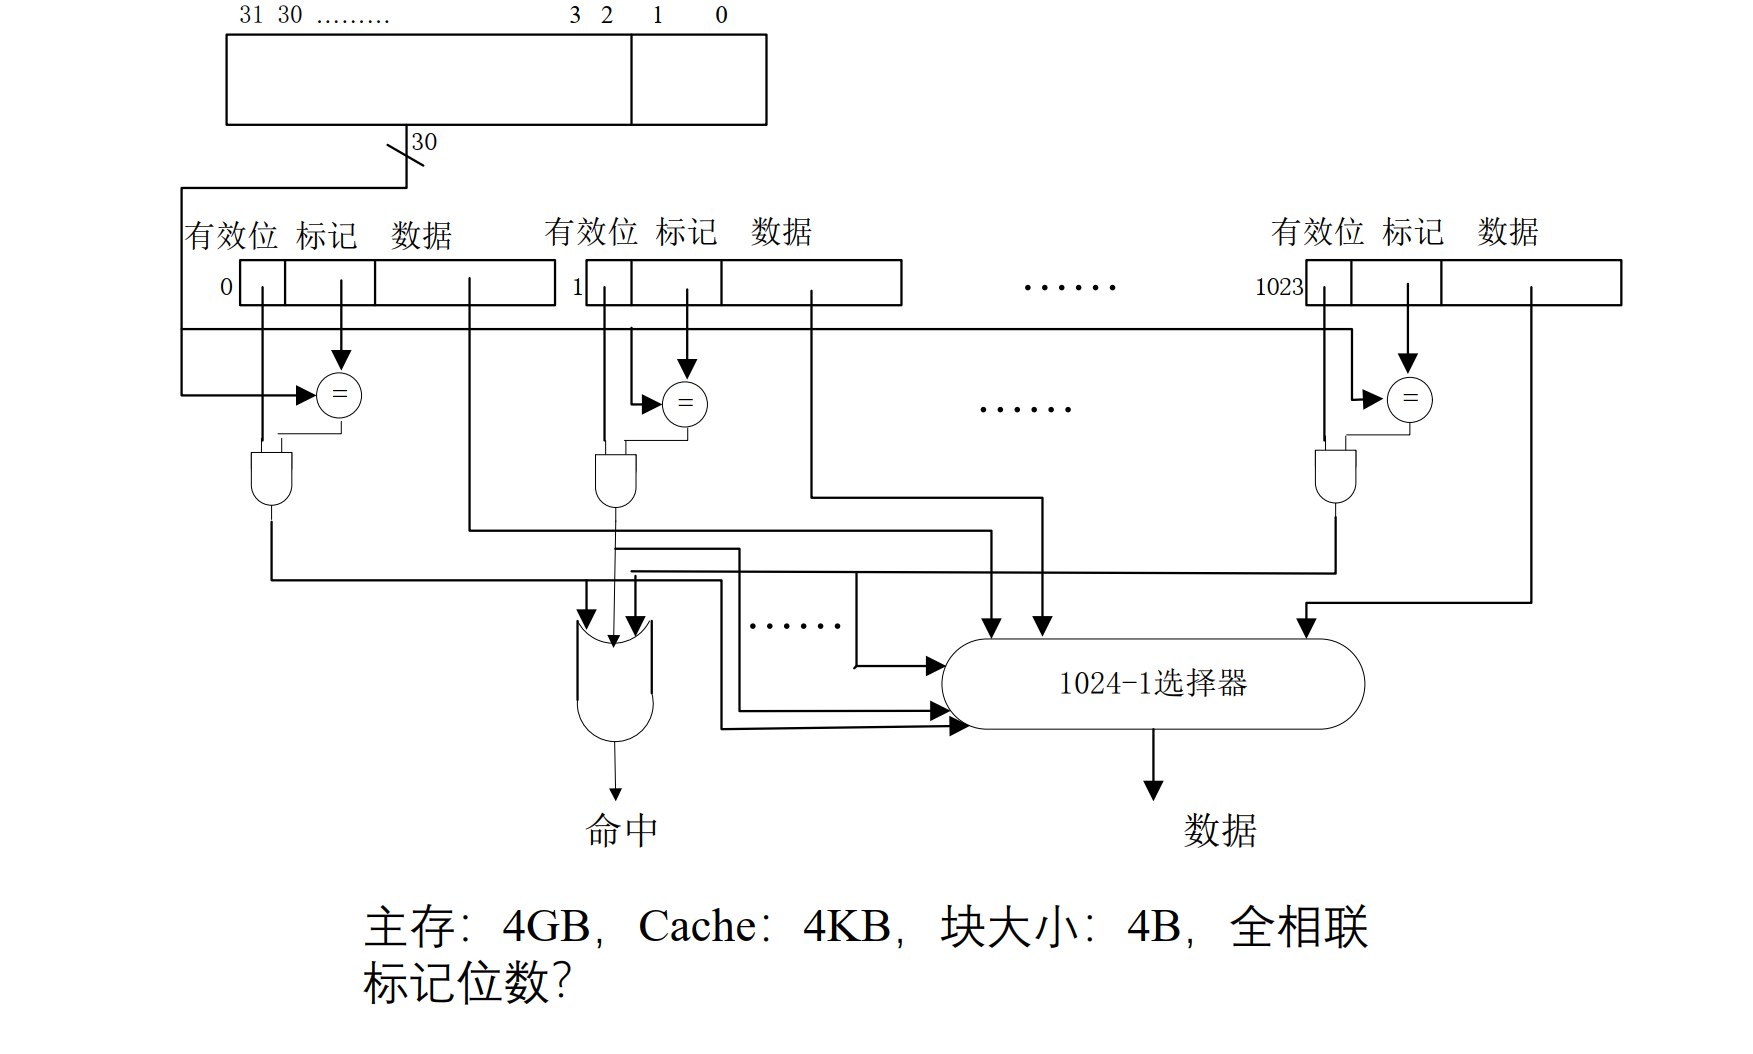 31 30 ......... 3 2 1 0
30
有效位 标记 数据 有效位 标记 数据 有效位 标记 数据
0 1 ...... 1023
= = =
......
......
1024-1选择器
命中 数据
主存：4GB，Cache：4KB，块大小：4B，全相联
标记位数？